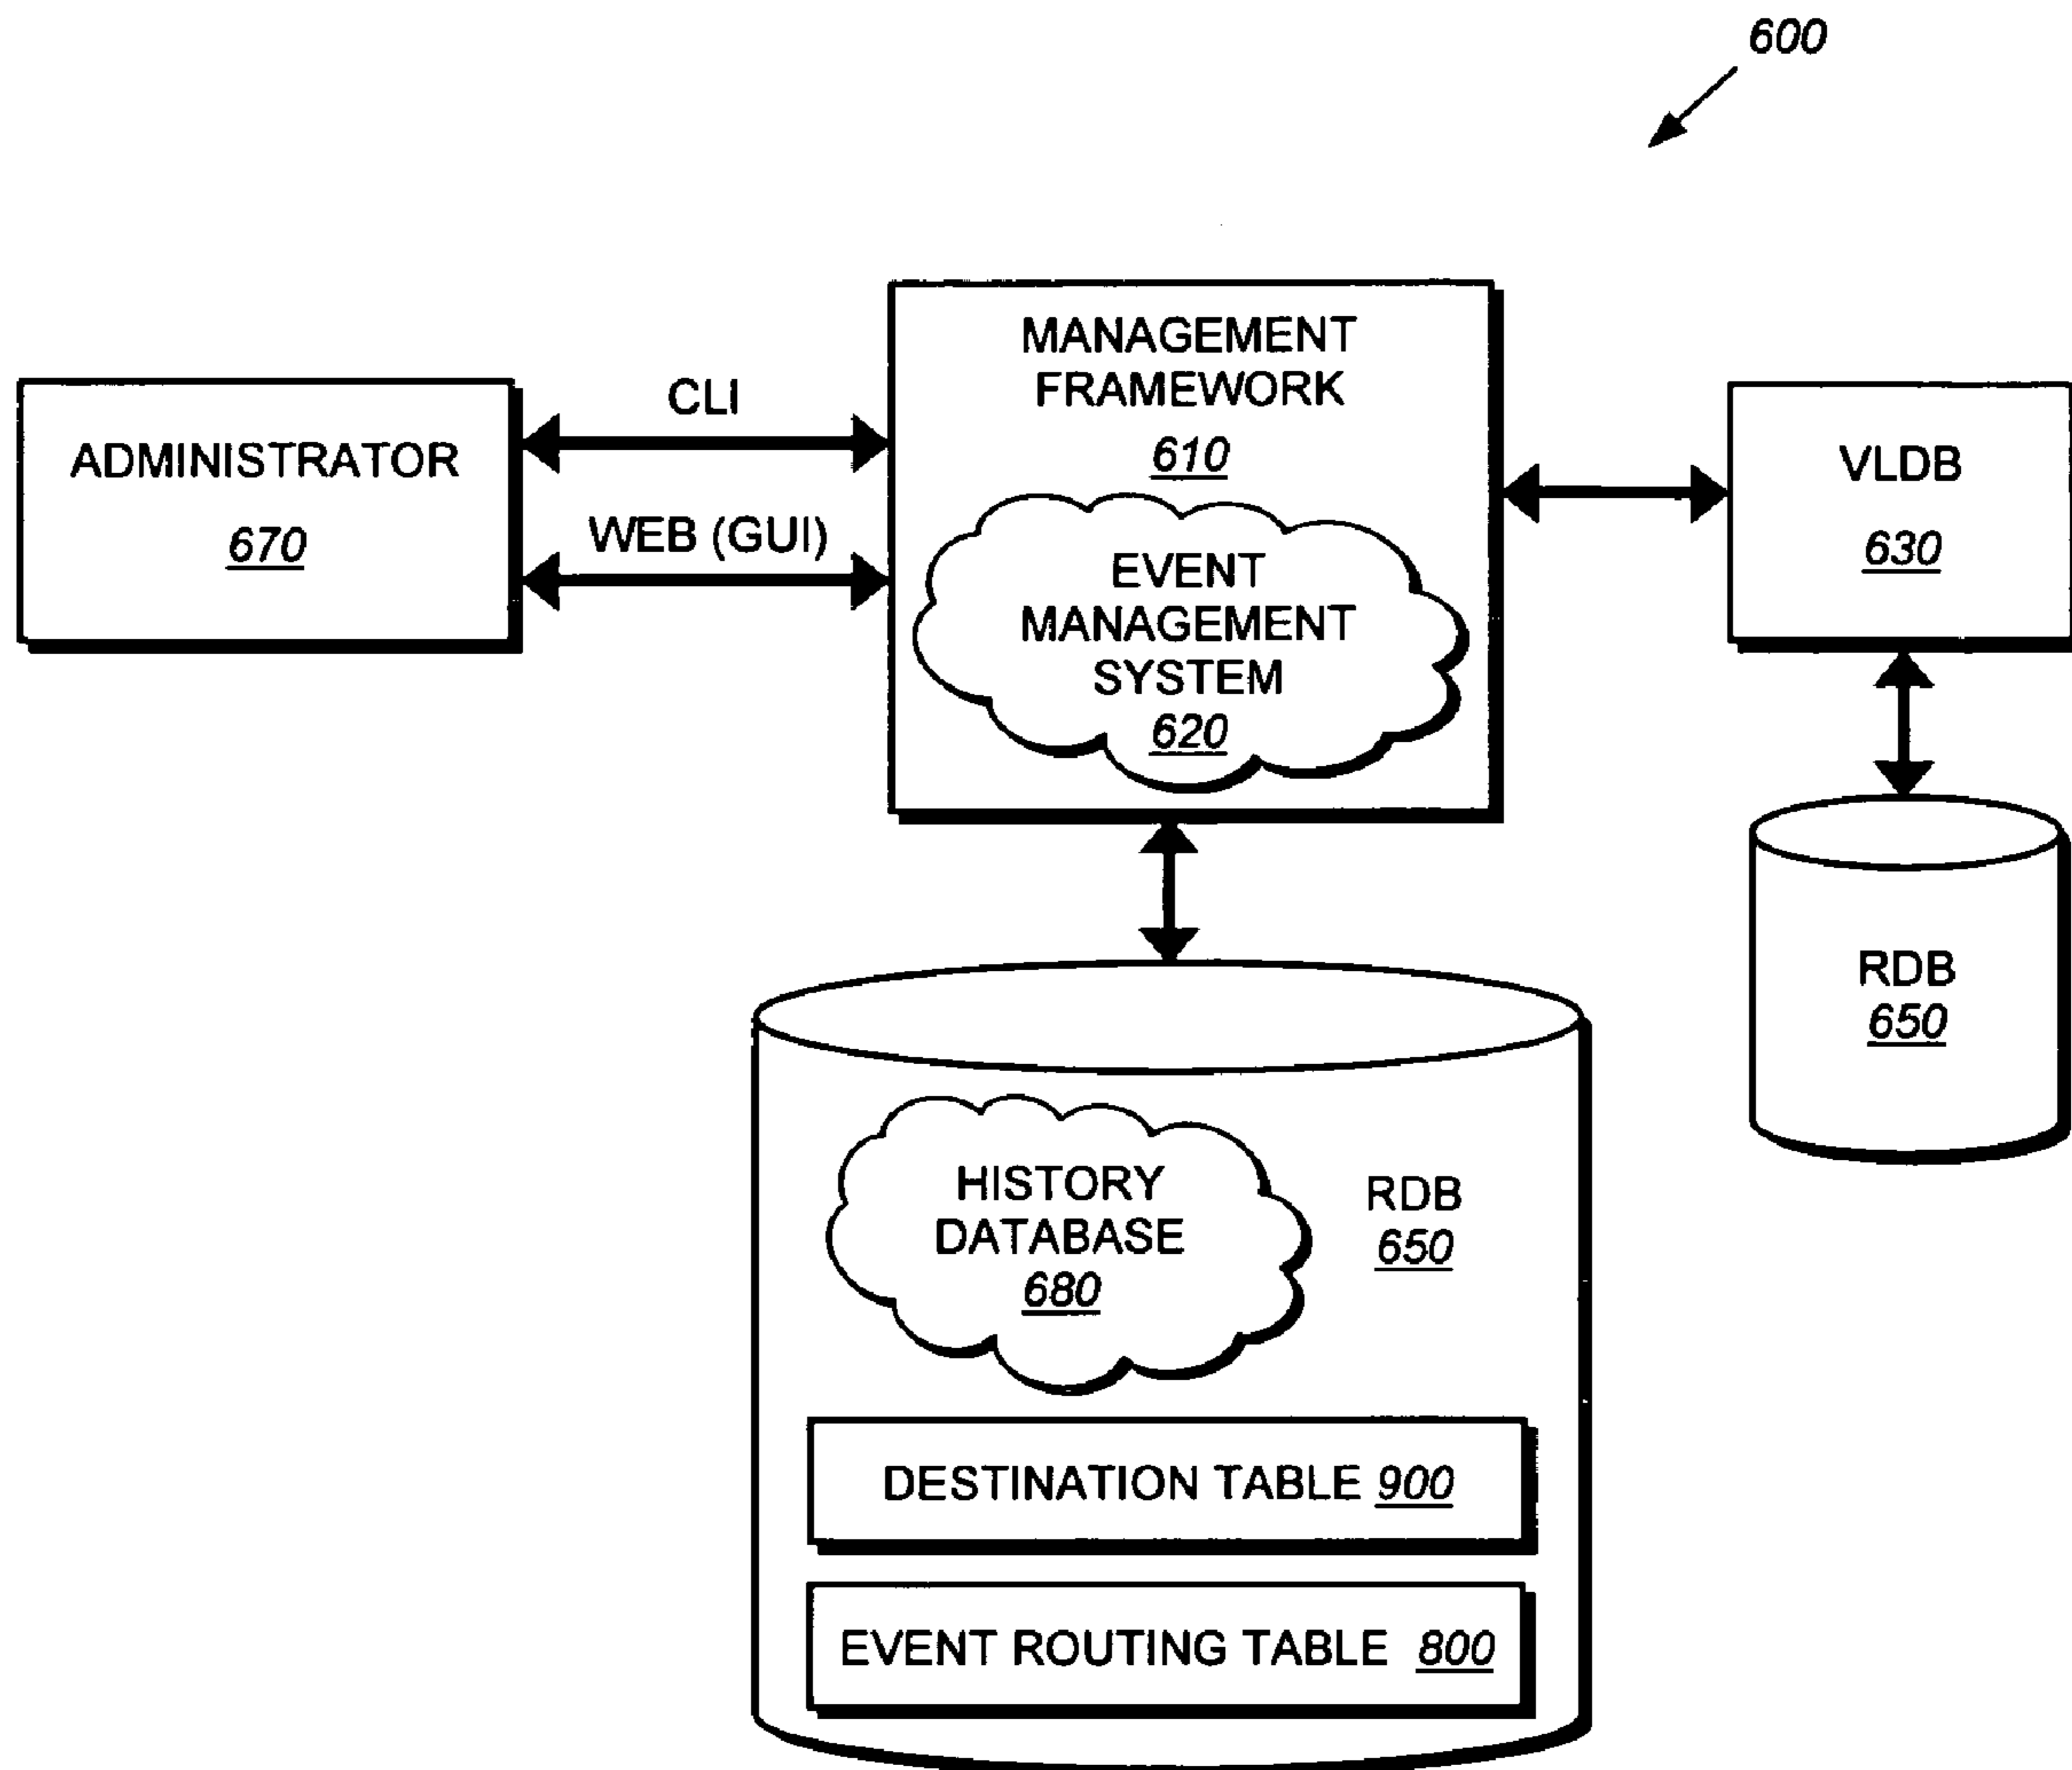 600
MANAGEMENT
FRAMEWORK
610
EVENT
MANAGEMENT
SYSTEM
620
ADMINISTRATOR
670
CLI
WEB (GUI)
VLDB
630
RDB
650
HISTORY
DATABASE
680
RDB
650
DESTINATION TABLE 900
EVENT ROUTING TABLE 800